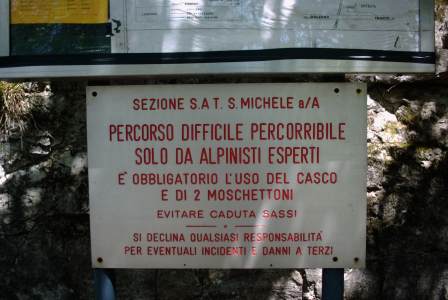 SEZIONE S.A.T. S. MICHELE a/A
PERCORSO DIFFICILE PERCORRIBILE
SOLO DA ALPINISTI ESPERTI
E' OBBLIGATORIO L'USO DEL CASCO
E DI 2 MOSCHETTONI
EVITARE CADUTA SASSI
SI DECLINA QUALSIASI RESPONSABILITÀ
PER EVENTUALI INCIDENTI E DANNI A TERZI